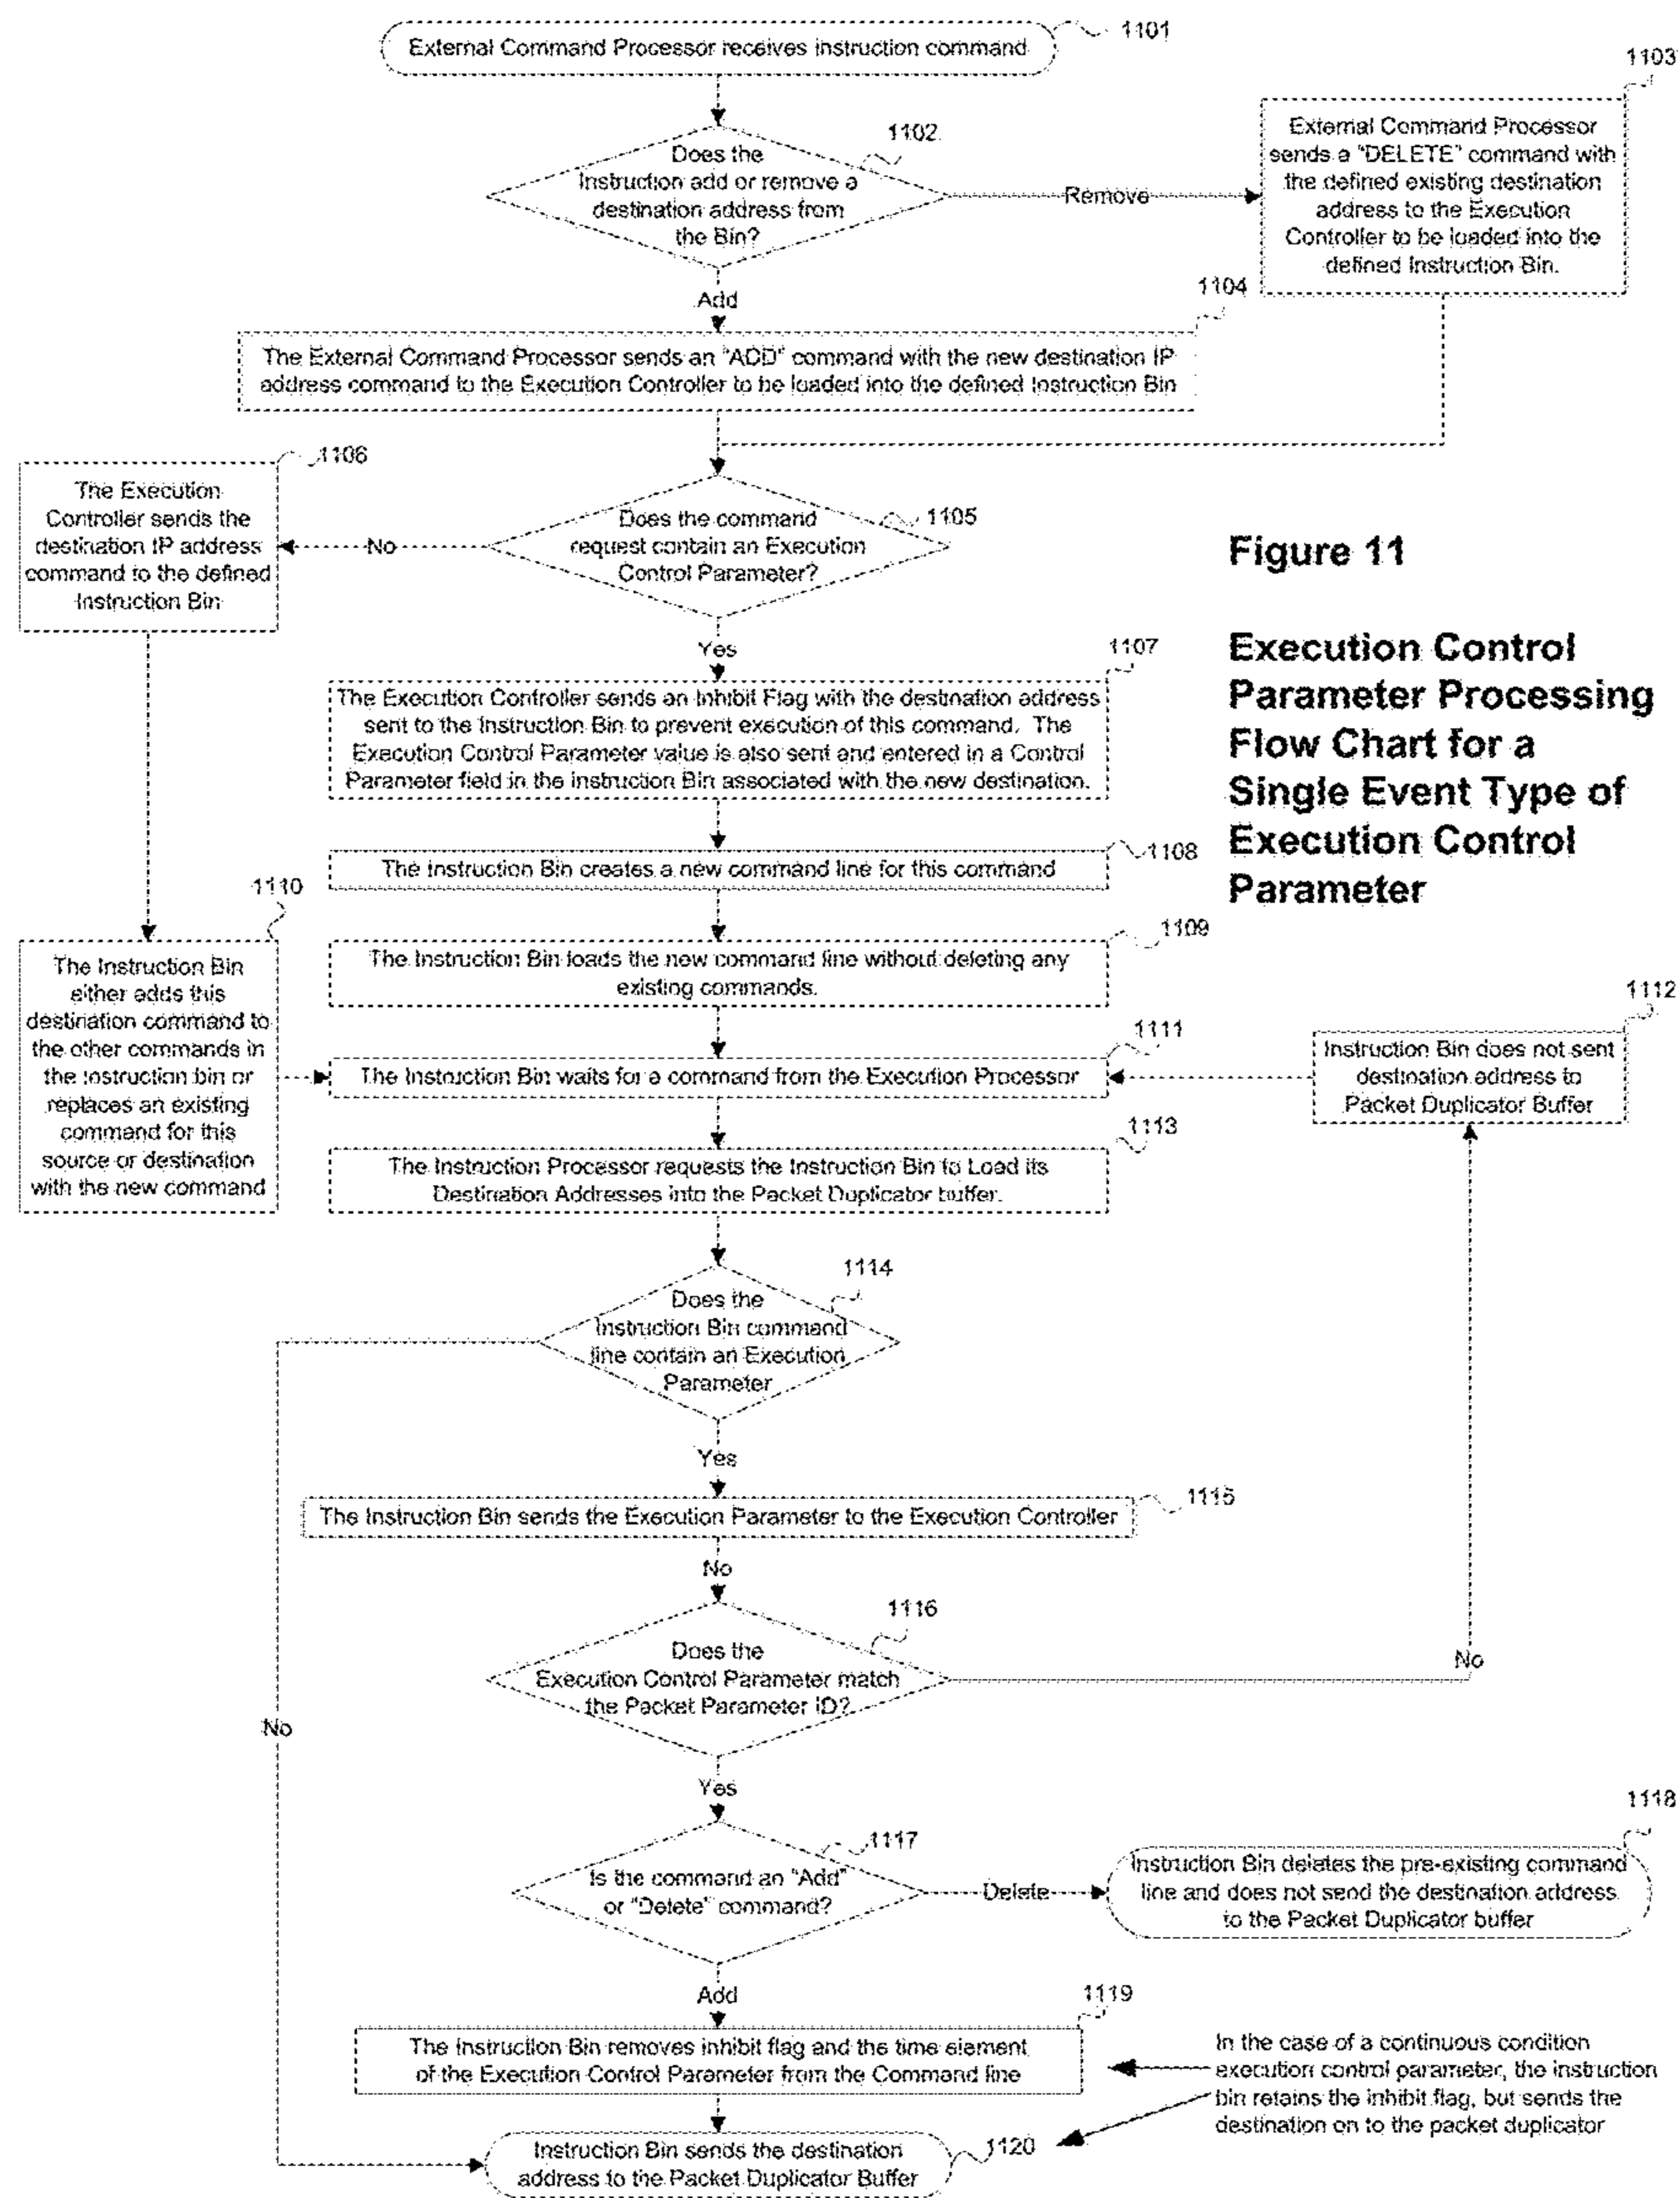 External Command Processor receives instruction command
1101
1102
Does the
Instruction add or remove a
destination address from
the Bin?
Remove
1103
External Command Processor
sends a "DELETE" command with
the defined existing destination
address to the Execution
Controller to be loaded into the
defined Instruction Bin.
Add
1104
The External Command Processor sends an "ADD" command with the new destination IP
address command to the Execution Controller to be loaded into the defined Instruction Bin
1106
The Execution
Controller sends the
destination IP address
command to the defined
Instruction Bin
No
1105
Does the command
request contain an Execution
Control Parameter?
Figure 11
Execution Control
Parameter Processing
Flow Chart for a
Single Event Type of
Execution Control
Parameter
Yes
1107
The Execution Controller sends an Inhibit Flag with the destination address
sent to the Instruction Bin to prevent execution of this command. The
Execution Control Parameter value is also sent and entered in a Control
Parameter field in the Instruction Bin associated with the new destination.
1108
The Instruction Bin creates a new command line for this command
1109
The Instruction Bin loads the new command line without deleting any
existing commands.
1110
The Instruction Bin
either adds this
destination command to
the other commands in
the instruction bin or
replaces an existing
command for this
source or destination
with the new command
1111
The Instruction Bin waits for a command from the Execution Processor
1112
Instruction Bin does not sent
destination address to
Packet Duplicator Buffer
1113
The Instruction Processor requests the Instruction Bin to Load its
Destination Addresses into the Packet Duplicator buffer.
1114
Does the
Instruction Bin command
line contain an Execution
Parameter
Yes
1115
The Instruction Bin sends the Execution Parameter to the Execution Controller
No
1116
Does the
Execution Control Parameter match
the Packet Parameter ID?
No
No
Yes
1117
Is the command an "Add"
or "Delete" command?
Delete
1118
Instruction Bin deletes the pre-existing command
line and does not send the destination address
to the Packet Duplicator buffer
Add
1119
The Instruction Bin removes inhibit flag and the time element
of the Execution Control Parameter from the Command line
In the case of a continuous condition
execution control parameter, the instruction
bin retains the inhibit flag, but sends the
destination on to the packet duplicator
1120
Instruction Bin sends the destination
address to the Packet Duplicator Buffer